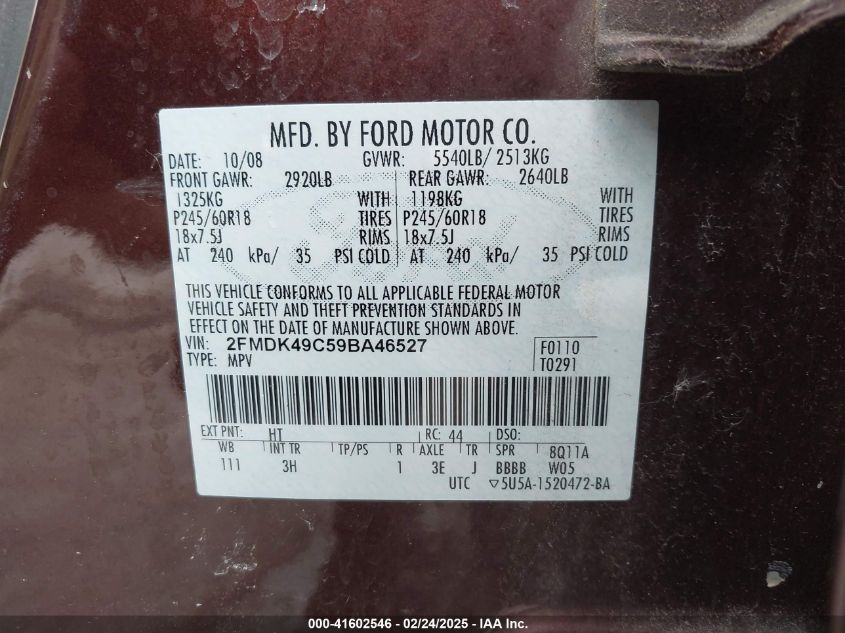 MFD. BY FORD MOTOR CO.
DATE: 10/08 GVWR: 5540LB/ 2513KG
FRONT GAWR: 2920LB REAR GAWR: 2640LB
1325KG WITH 1198KG WITH
P245/60R18 TIRES P245/60R18 TIRES
18x7.5J RIMS 18x7.5J RIMS
AT 240 kPa/ 35 PSI COLD AT 240 kPa/ 35 PSI COLD
THIS VEHICLE CONFORMS TO ALL APPLICABLE FEDERAL MOTOR
VEHICLE SAFETY AND THEFT PREVENTION STANDARDS IN
EFFECT ON THE DATE OF MANUFACTURE SHOWN ABOVE.
VIN: 2FMDK49C59BA46527 F0110
TYPE: MPV T0291
EXT PNT: HT RC: 44 DSO:
WB INT TR TP/PS R AXLE TR SPR 8Q11A
111 3H 1 3E J BBBB W05
UTC ▽5U5A-1520472-BA
000-41602546 - 02/24/2025 - IAA Inc.